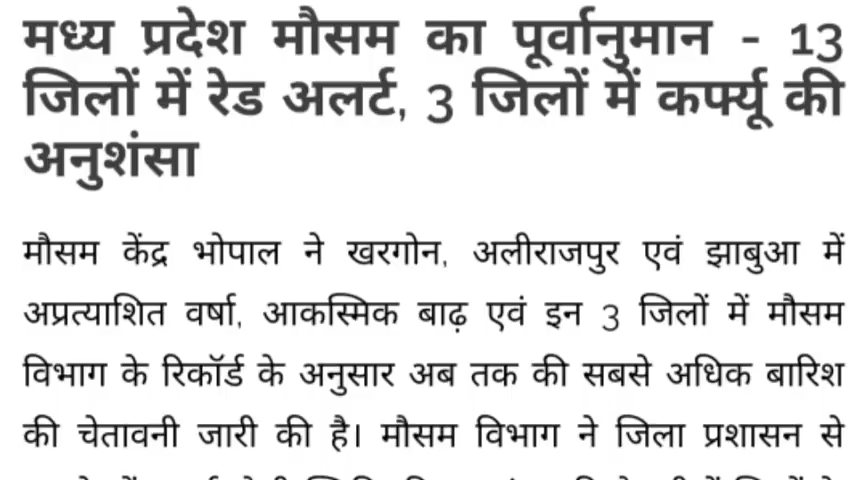 मध्य प्रदेश मौसम का पूर्वानुमान - 13
जिलों में रेड अलर्ट, 3 जिलों में कर्फ्यू की
अनुशंसा
मौसम केंद्र भोपाल ने खरगोन, अलीराजपुर एवं झाबुआ में
अप्रत्याशित वर्षा, आकस्मिक बाढ़ एवं इन 3 जिलों में मौसम
विभाग के रिकॉर्ड के अनुसार अब तक की सबसे अधिक बारिश
की चेतावनी जारी की है। मौसम विभाग ने जिला प्रशासन से